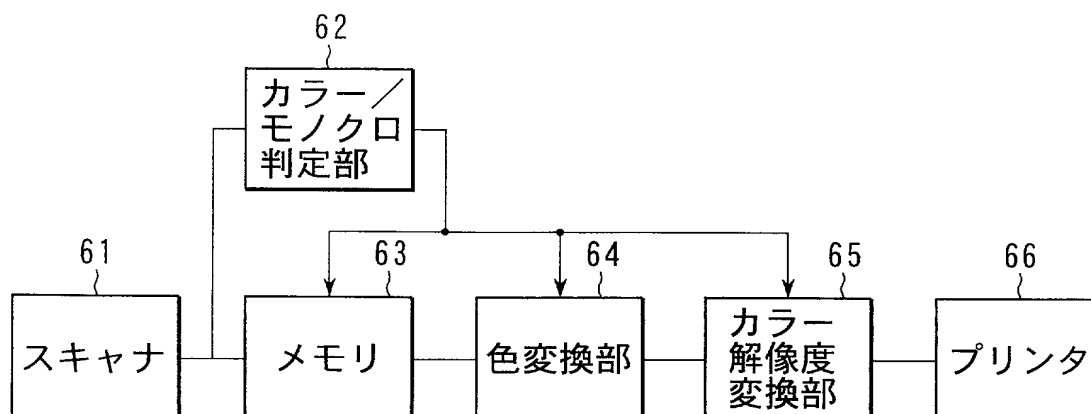 62
カラー／
モノクロ
判定部
61
スキャナ
63
メモリ
64
色変換部
65
カラー
解像度
変換部
66
プリンタ